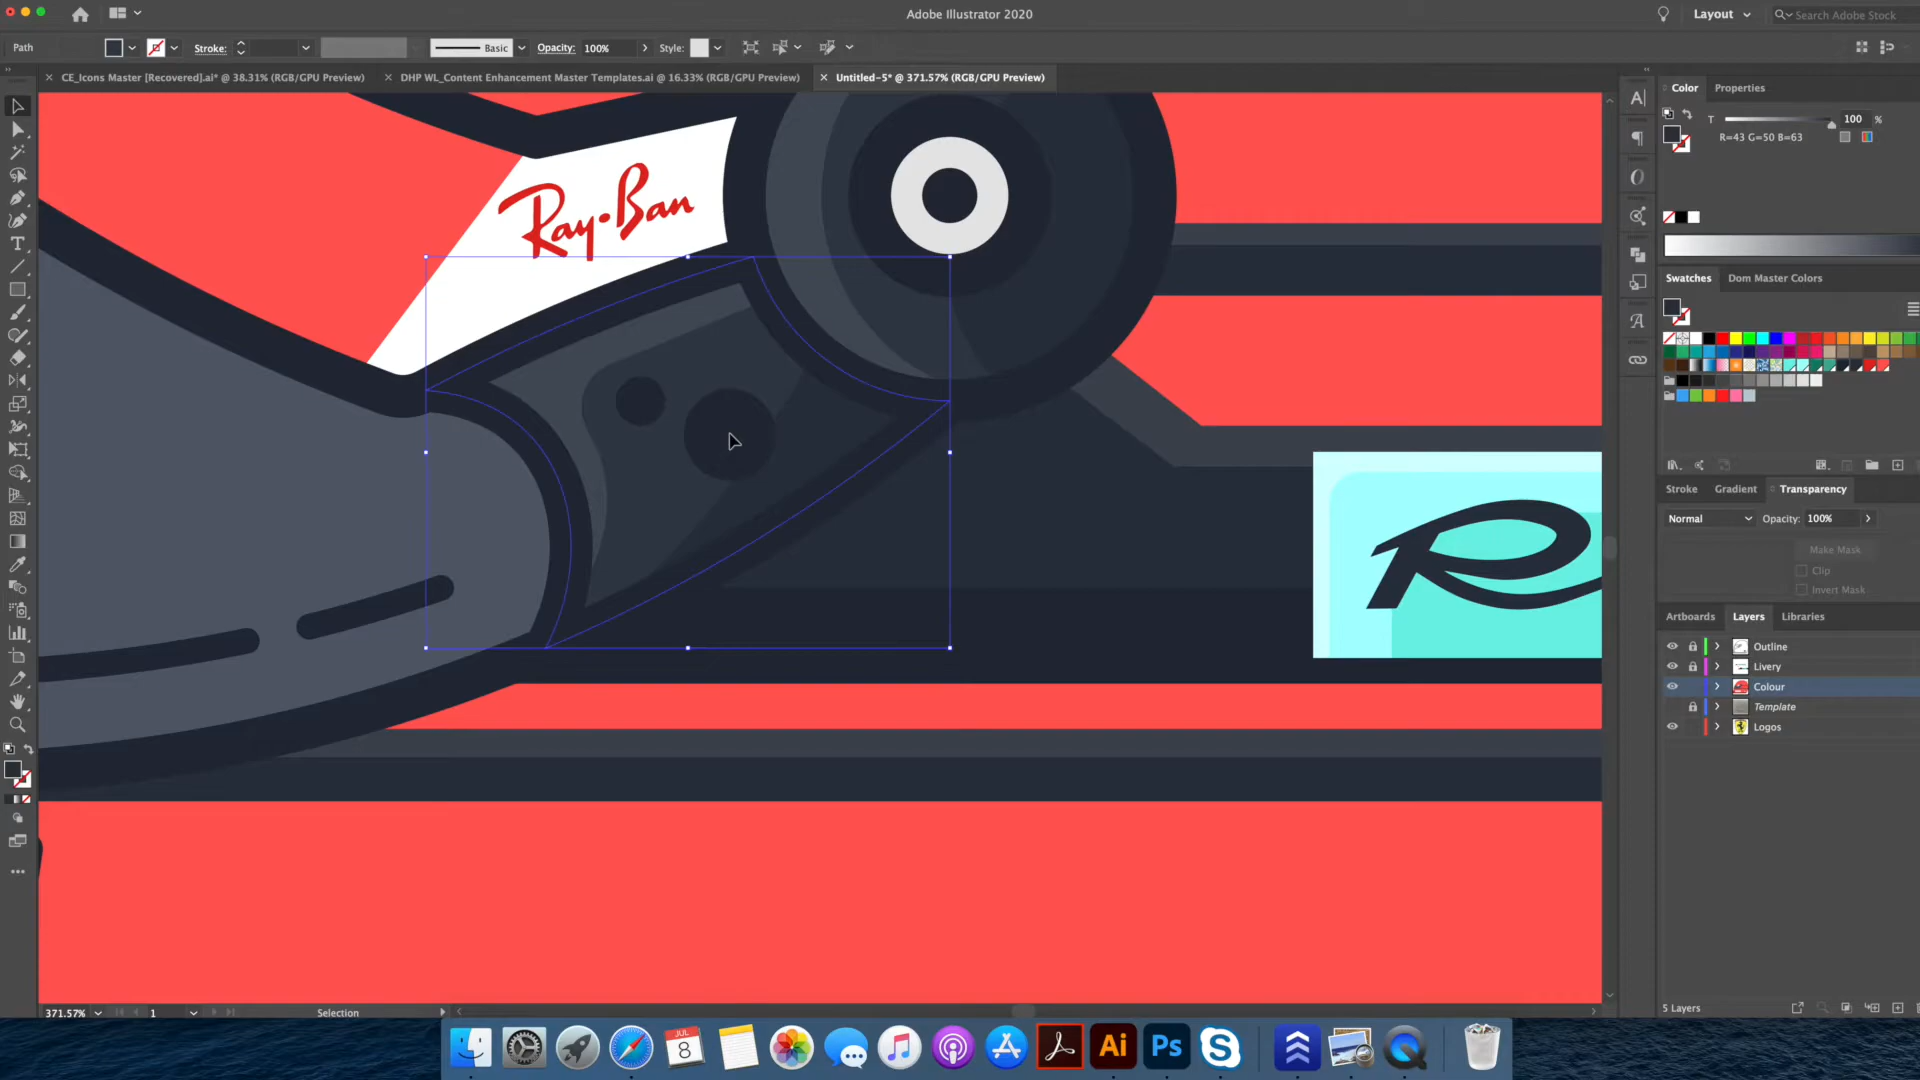 Adobe Illustrator 2020
Layout
Search Adobe Stock
Path
Stroke:
Basic
Opacity:
100%
Style:
CE_Icons Master [Recovered].ai* @ 38.31% (RGB/GPU Preview)
DHP WL_Content Enhancement Master Templates.ai @ 16.33% (RGB/GPU Preview)
Untitled-5* @ 371.57% (RGB/GPU Preview)
Color
Properties
T
100
%
R=43 G=50 B=63
Ray·Ban
Swatches
Dom Master Colors
Stroke
Gradient
Transparency
Normal
Opacity:
100%
Make Mask
Clip
Invert Mask
R
Artboards
Layers
Libraries
Outline
Livery
Colour
Template
Logos
5 Layers
371.57%
1
Selection
JUL
8
Ai
Ps